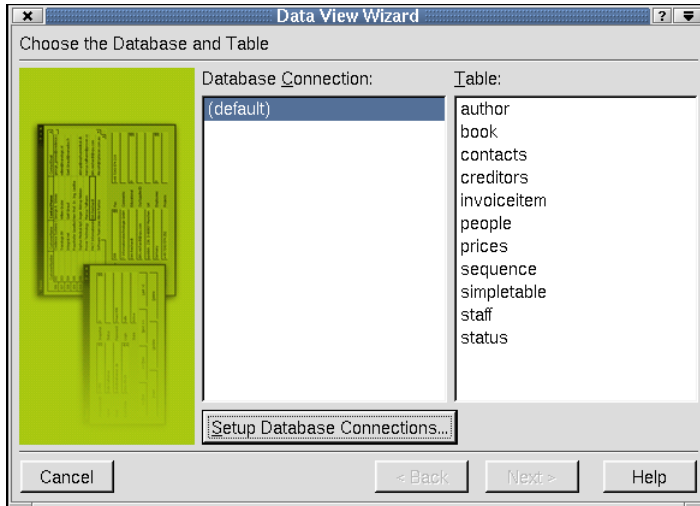 Data View Wizard
Choose the Database and Table
Database Connection:
(default)
Table:
author
book
contacts
creditors
invoiceitem
people
prices
sequence
simpletable
staff
status
Setup Database Connections...
Cancel
< Back
Next >
Help